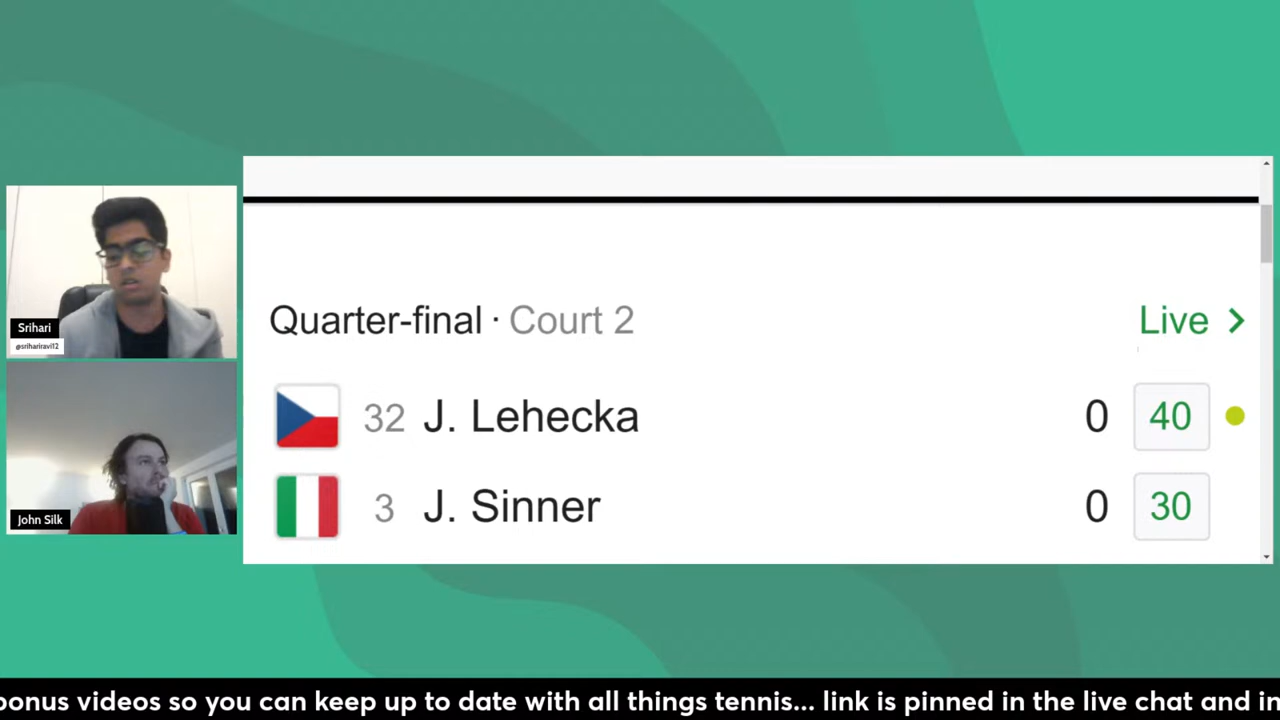 Quarter-final · Court 2
Live
32 J. Lehecka 0 40
3 J. Sinner 0 30
Srihari
@srihariravi12
John Silk
bonus videos so you can keep up to date with all things tennis... link is pinned in the live chat and in